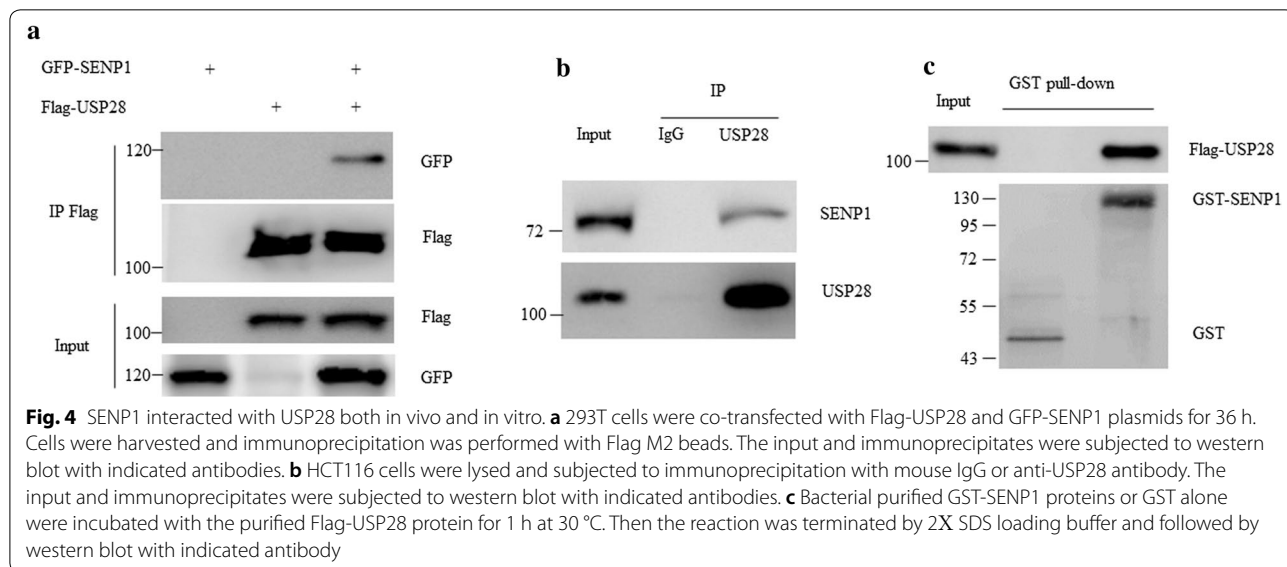 a
GFP-SENP1 + +
Flag-USP28 + +
120
GFP
IP Flag
Flag
100
Flag
100
Input
120
GFP
b
IP
Input IgG USP28
SENP1
72
USP28
100
c
GST pull-down
Input
Flag-USP28
100
130
GST-SENP1
95
72
55
GST
43
Fig. 4 SENP1 interacted with USP28 both in vivo and in vitro. a 293T cells were co-transfected with Flag-USP28 and GFP-SENP1 plasmids for 36 h.
Cells were harvested and immunoprecipitation was performed with Flag M2 beads. The input and immunoprecipitates were subjected to western
blot with indicated antibodies. b HCT116 cells were lysed and subjected to immunoprecipitation with mouse IgG or anti-USP28 antibody. The
input and immunoprecipitates were subjected to western blot with indicated antibodies. c Bacterial purified GST-SENP1 proteins or GST alone
were incubated with the purified Flag-USP28 protein for 1 h at 30 °C. Then the reaction was terminated by 2X SDS loading buffer and followed by
western blot with indicated antibody